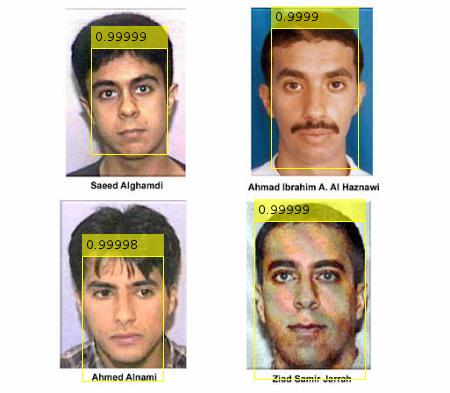 0.99999
0.9999
Saeed Alghamdi
Ahmad Ibrahim A. Al Haznawi
0.99998
0.99999
Ahmed Alnami
Ziad Samir Jarrah